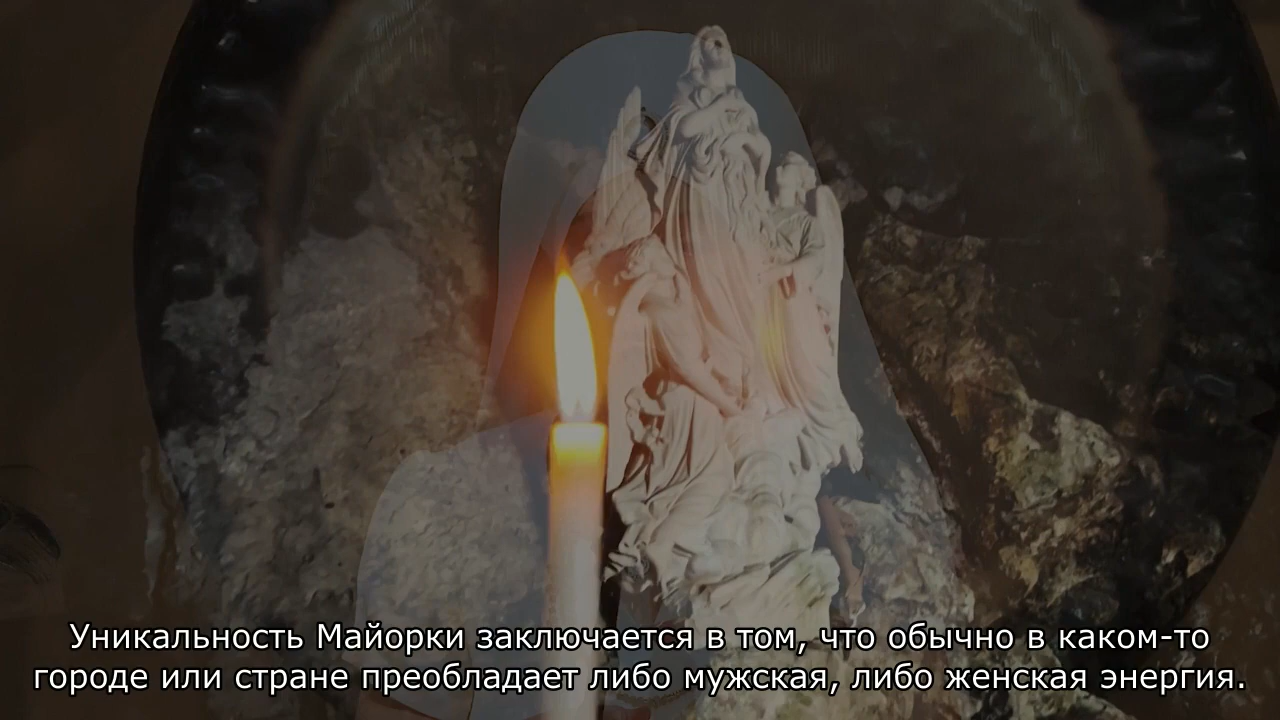 Уникальность Майорки заключается в том, что обычно в каком-то
городе или стране преобладает либо мужская, либо женская энергия.